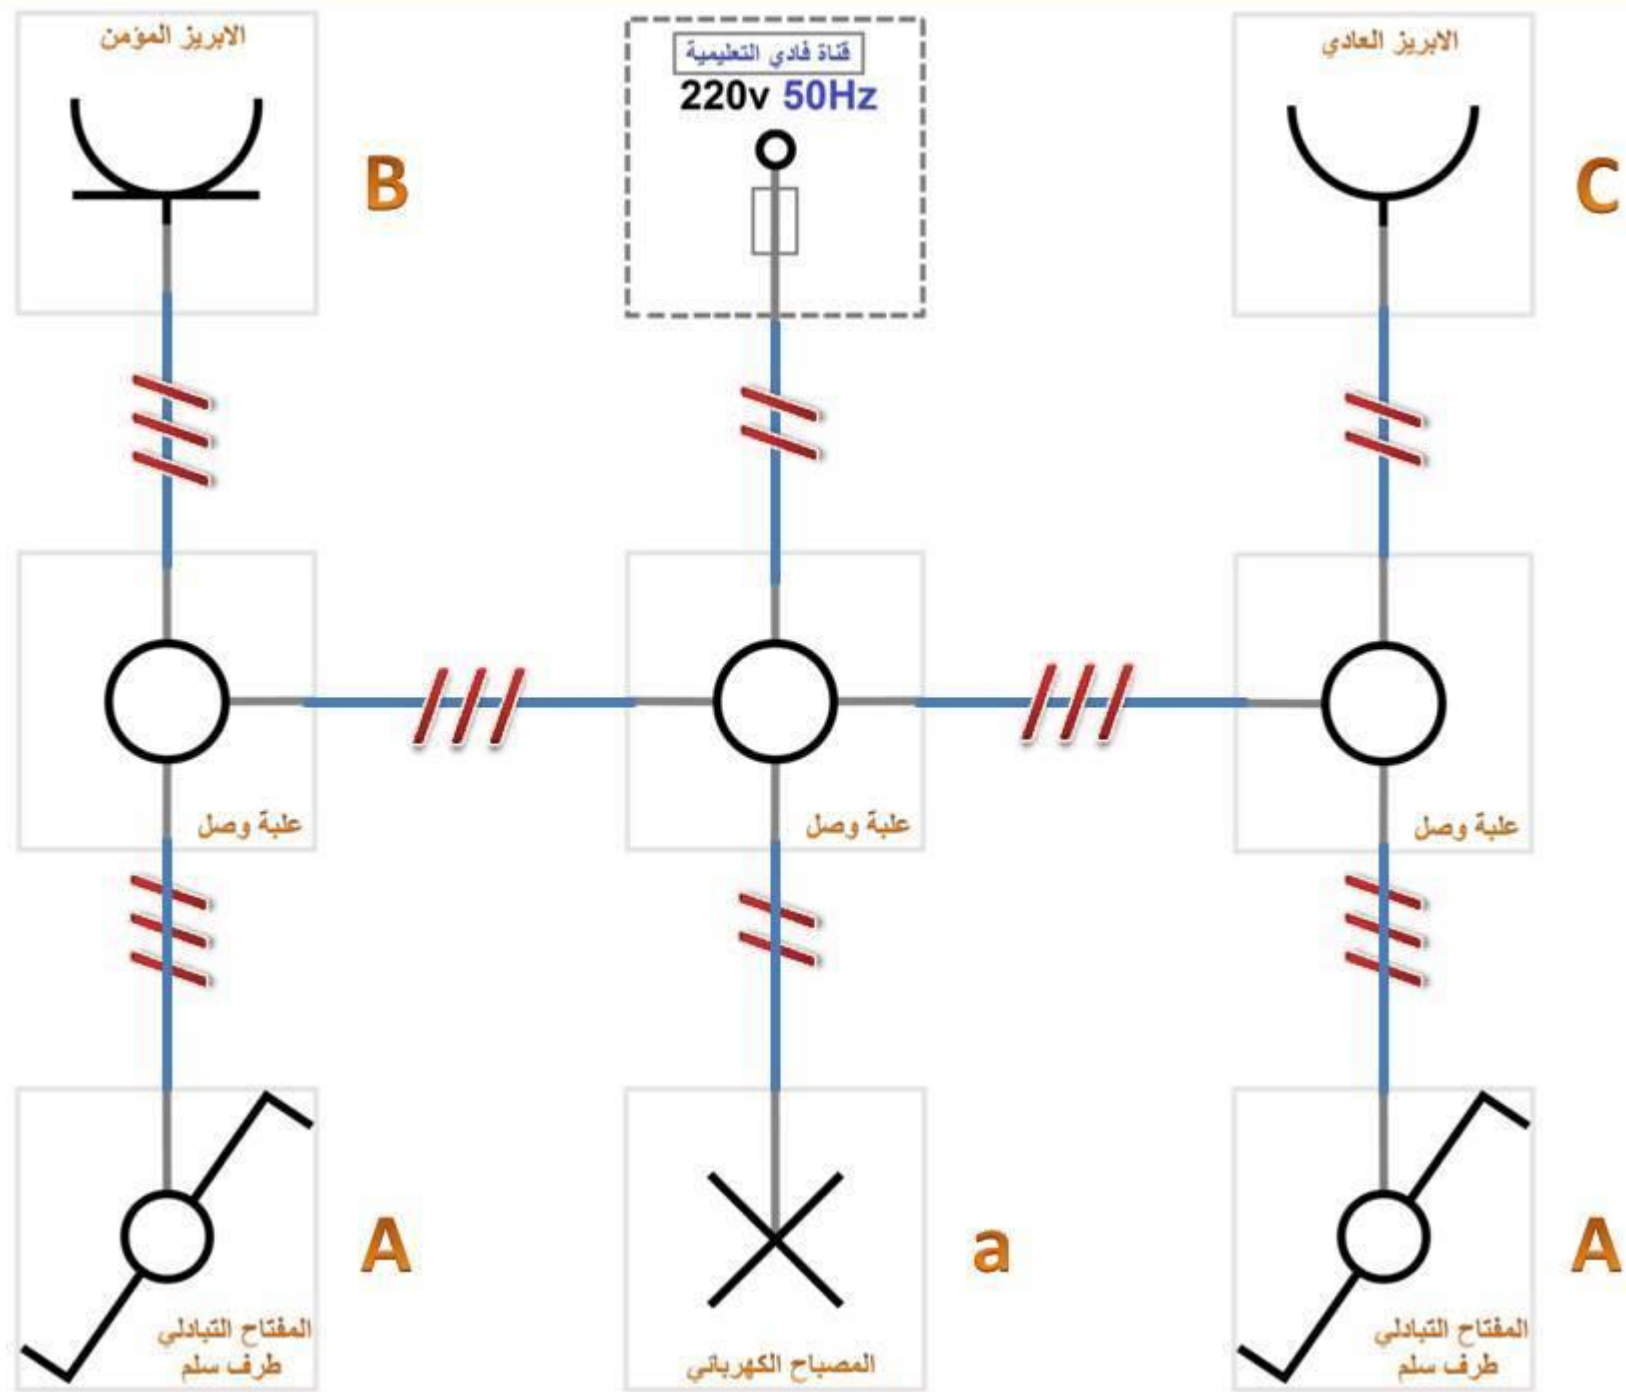 الابريز المؤمن
قناة فادي التعليمية
الابريز العادي
220v 50Hz
B
C
علبة وصل
علبة وصل
علبة وصل
A
a
A
المفتاح التبادلي
طرف سلم
المصباح الكهربائي
المفتاح التبادلي
طرف سلم